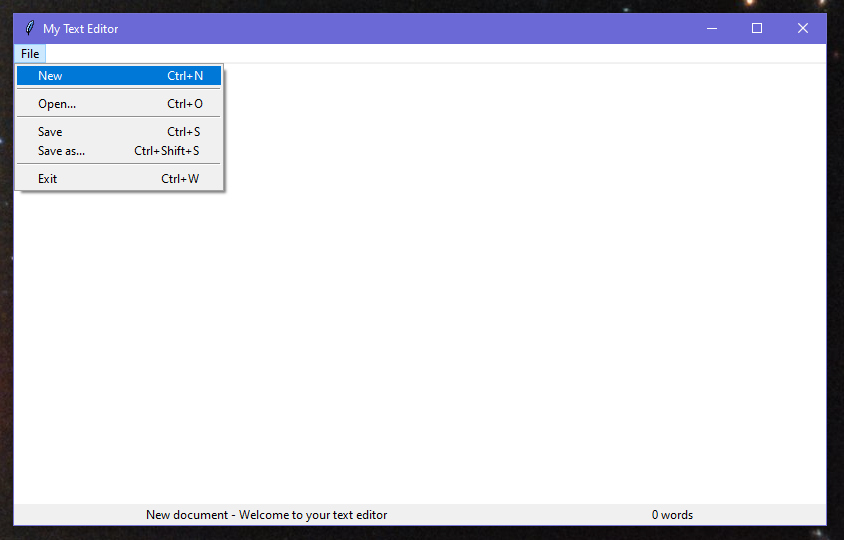 My Text Editor
File
New Ctrl+N
Open... Ctrl+O
Save Ctrl+S
Save as... Ctrl+Shift+S
Exit Ctrl+W
New document - Welcome to your text editor 0 words